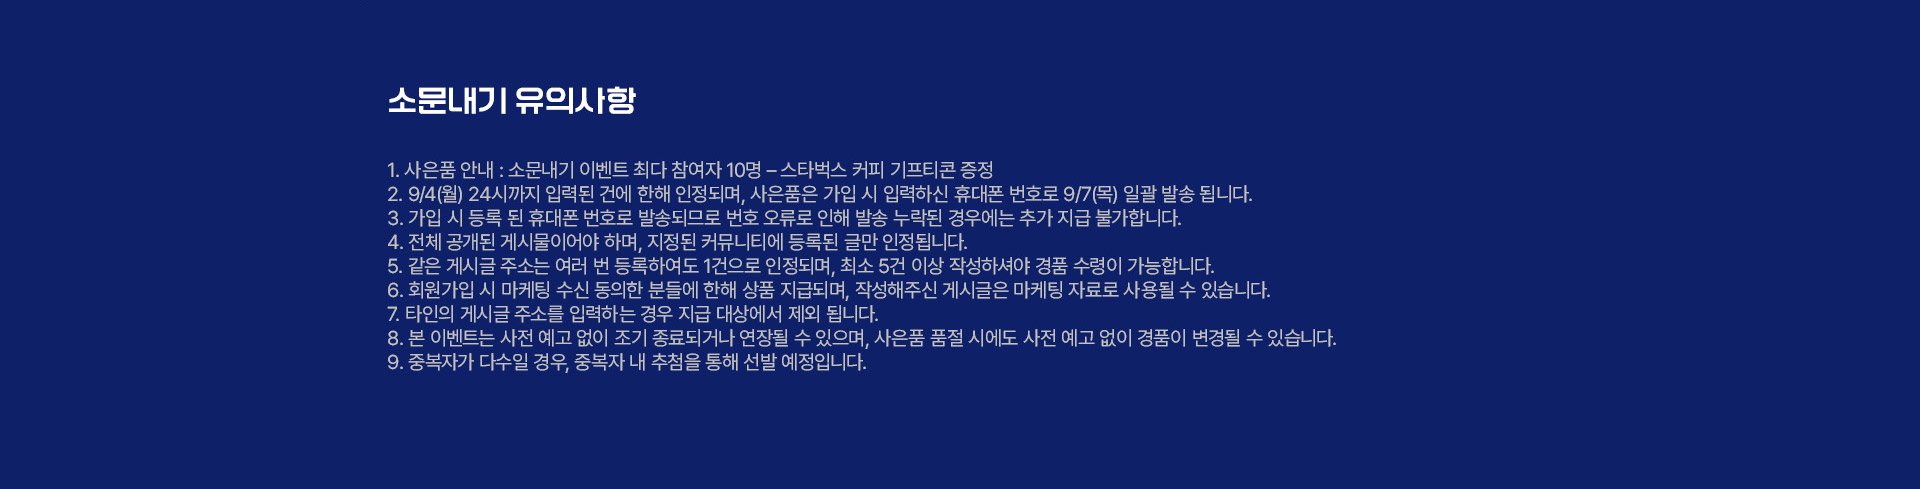 소문내기 유의사항
1. 사은품 안내 : 소문내기 이벤트 최다 참여자 10명 – 스타벅스 커피 기프티콘 증정
2. 9/4(월) 24시까지 입력된 건에 한해 인정되며, 사은품은 가입 시 입력하신 휴대폰 번호로 9/7(목) 일괄 발송 됩니다.
3. 가입 시 등록 된 휴대폰 번호로 발송되므로 번호 오류로 인해 발송 누락된 경우에는 추가 지급 불가합니다.
4. 전체 공개된 게시물이어야 하며, 지정된 커뮤니티에 등록된 글만 인정됩니다.
5. 같은 게시글 주소는 여러 번 등록하여도 1건으로 인정되며, 최소 5건 이상 작성하셔야 경품 수령이 가능합니다.
6. 회원가입 시 마케팅 수신 동의한 분들에 한해 상품 지급되며, 작성해주신 게시글은 마케팅 자료로 사용될 수 있습니다.
7. 타인의 게시글 주소를 입력하는 경우 지급 대상에서 제외 됩니다.
8. 본 이벤트는 사전 예고 없이 조기 종료되거나 연장될 수 있으며, 사은품 품절 시에도 사전 예고 없이 경품이 변경될 수 있습니다.
9. 중복자가 다수일 경우, 중복자 내 추첨을 통해 선발 예정입니다.